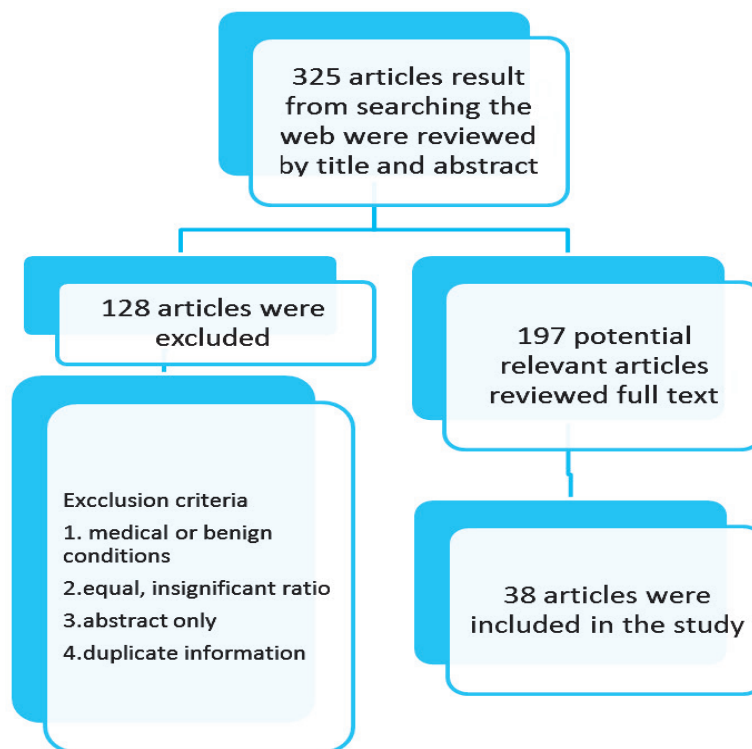 325 articles result
from searching the
web were reviewed
by title and abstract
128 articles were
excluded
197 potential
relevant articles
reviewed full text
Excclusion criteria
1. medical or benign
conditions
2.equal, insignificant ratio
3.abstract only
4.duplicate information
38 articles were
included in the study